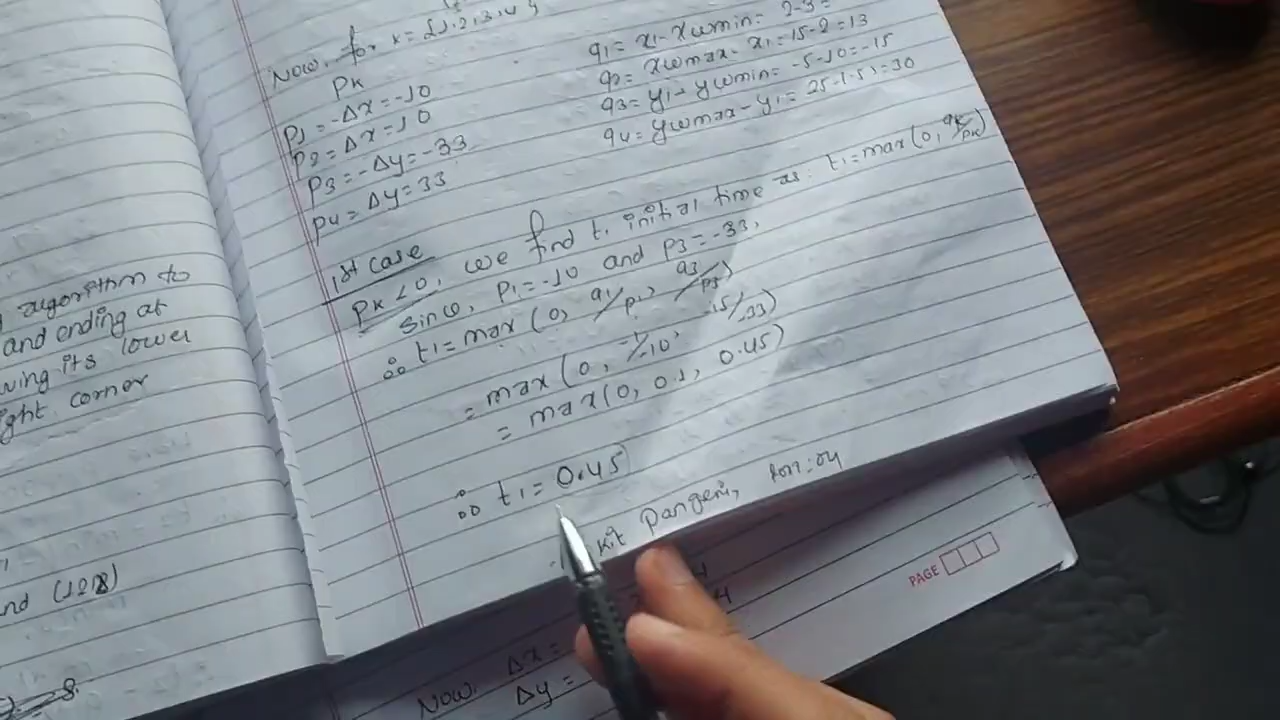 Now, for k = {1,2,3,4}
PK
P1 = -Δx = -10
P2 = Δx = 10
P3 = -Δy = -33
P4 = Δy = 33
q1 = x1 - xwmin = 2-3=
q2 = xwmax - x1 = 15-2 = 13
q3 = y1 - ywmin = -5-10 = -15
q4 = ywmax - y1 = 25-(-5) = 30
1st case
PK < 0, we find t1 initial time as: t1 = max(0, qk/pk)
Since, P1 = -10 and P3 = -33,
∴ t1 = max(0, q1/p1, q3/p3)
= max(0, -1/-10, -15/-33)
= max(0, 0.1, 0.45)
∴ t1 = 0.45
kit Pangeni,
algorithm to
and ending at
its lower
corner
PAGE
Now, Δx =
Δy =